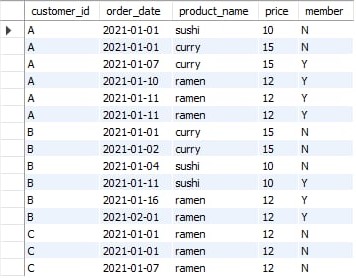 customer_id order_date product_name price member
A 2021-01-01 sushi 10 N
A 2021-01-01 curry 15 N
A 2021-01-07 curry 15 Y
A 2021-01-10 ramen 12 Y
A 2021-01-11 ramen 12 Y
A 2021-01-11 ramen 12 Y
B 2021-01-01 curry 15 N
B 2021-01-02 curry 15 N
B 2021-01-04 sushi 10 N
B 2021-01-11 sushi 10 Y
B 2021-01-16 ramen 12 Y
B 2021-02-01 ramen 12 Y
C 2021-01-01 ramen 12 N
C 2021-01-01 ramen 12 N
C 2021-01-07 ramen 12 N